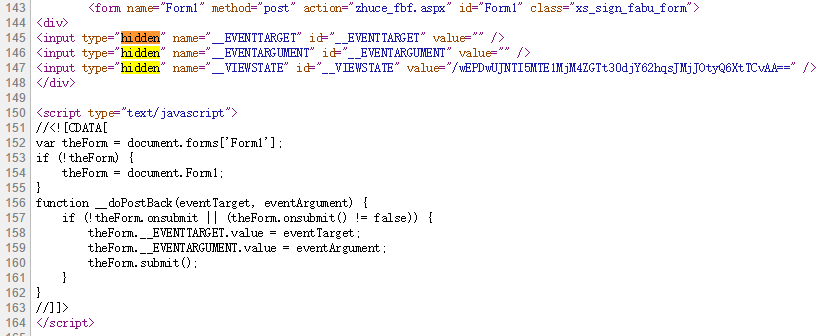 143 <form name="Form1" method="post" action="zhuce_fbf.aspx" id="Form1" class="xs_sign_fabu_form">
144 <div>
145 <input type="hidden" name="__EVENTTARGET" id="__EVENTTARGET" value="" />
146 <input type="hidden" name="__EVENTARGUMENT" id="__EVENTARGUMENT" value="" />
147 <input type="hidden" name="__VIEWSTATE" id="__VIEWSTATE" value="/wEPDwUJNTI5MTE1MjM4ZGTt30djY62hqsJMjJOtyQ6XtTCvAA==" />
148 </div>
149
150 <script type="text/javascript">
151 //<![CDATA[
152 var theForm = document.forms['Form1'];
153 if (!theForm) {
154 theForm = document.Form1;
155 }
156 function __doPostBack(eventTarget, eventArgument) {
157 if (!theForm.onsubmit || (theForm.onsubmit() != false)) {
158 theForm.__EVENTTARGET.value = eventTarget;
159 theForm.__EVENTARGUMENT.value = eventArgument;
160 theForm.submit();
161 }
162 }
163 //]]>
164 </script>